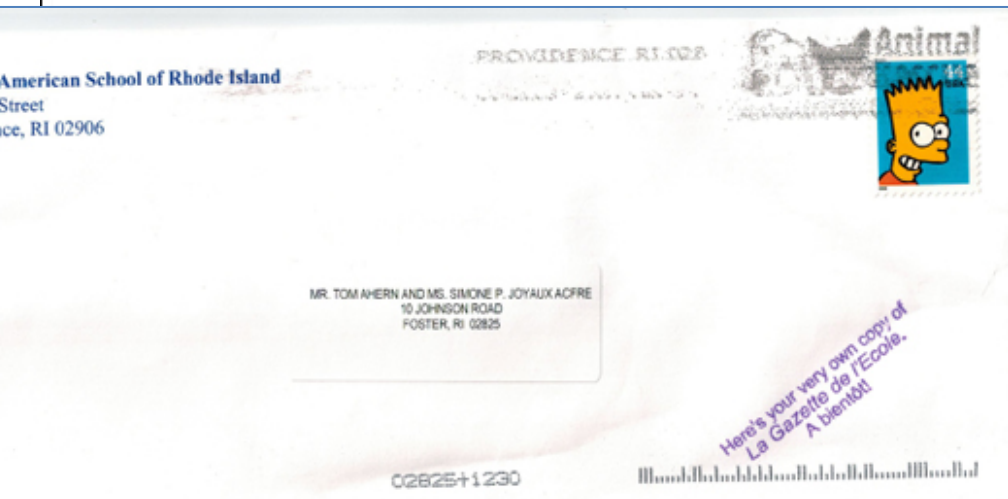 American School of Rhode Island
Street
ce, RI 02906
PROVIDENCE RI 028
Animal
44
MR. TOM AHERN AND MS. SIMONE P. JOYAUX ACFRE
10 JOHNSON ROAD
FOSTER, RI 02825
Here's your very own copy of
La Gazette de l'Ecole.
A bientôt!
02825+1230